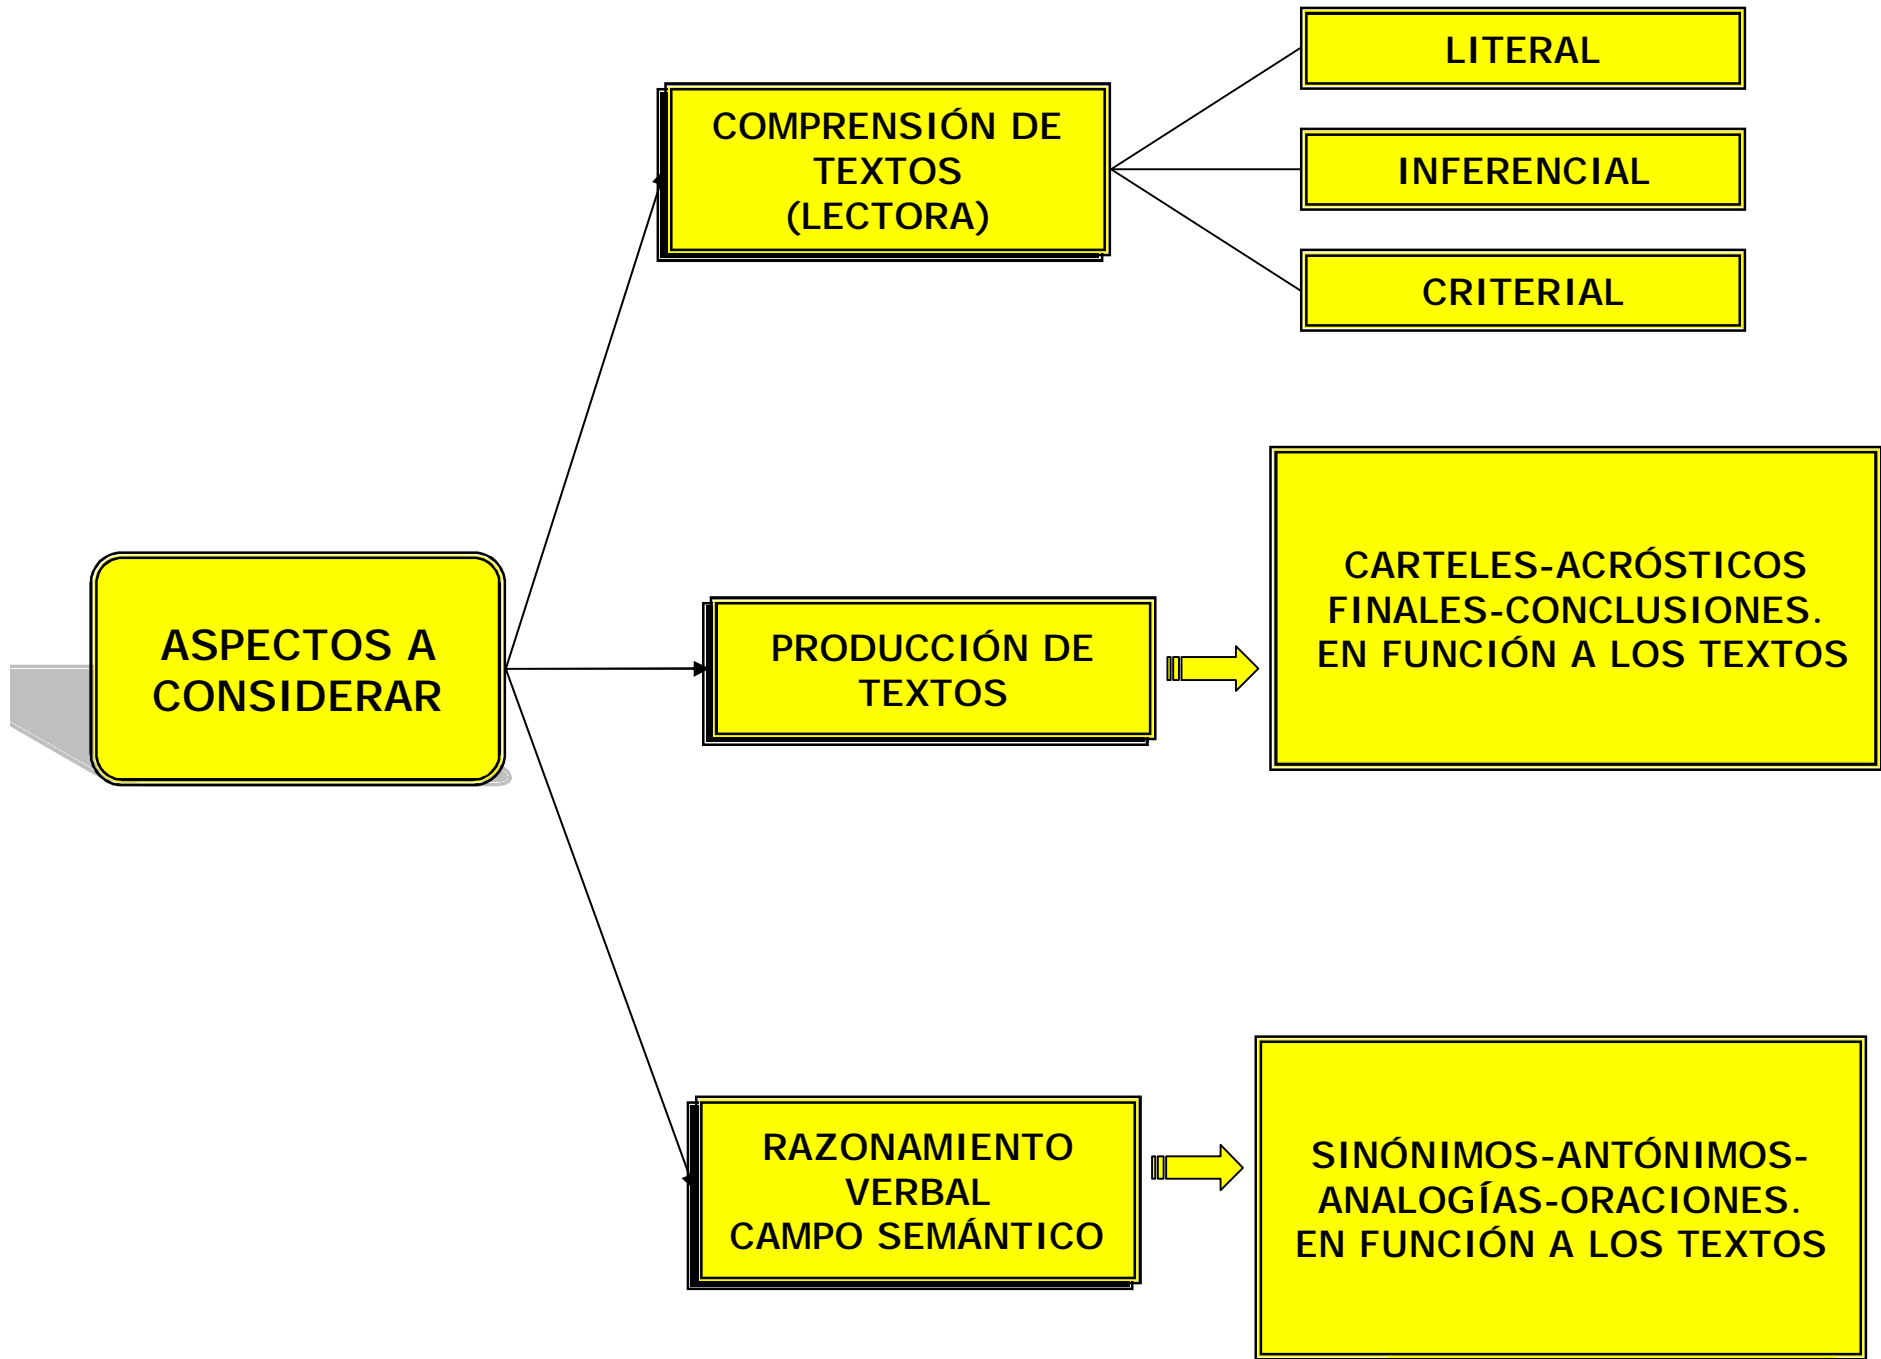 ASPECTOS A
CONSIDERAR
COMPRENSIÓN DE
TEXTOS
(LECTORA)
LITERAL
INFERENCIAL
CRITERIAL
PRODUCCIÓN DE
TEXTOS
CARTELES-ACRÓSTICOS
FINALES-CONCLUSIONES.
EN FUNCIÓN A LOS TEXTOS
RAZONAMIENTO
VERBAL
CAMPO SEMÁNTICO
SINÓNIMOS-ANTÓNIMOS-
ANALOGÍAS-ORACIONES.
EN FUNCIÓN A LOS TEXTOS